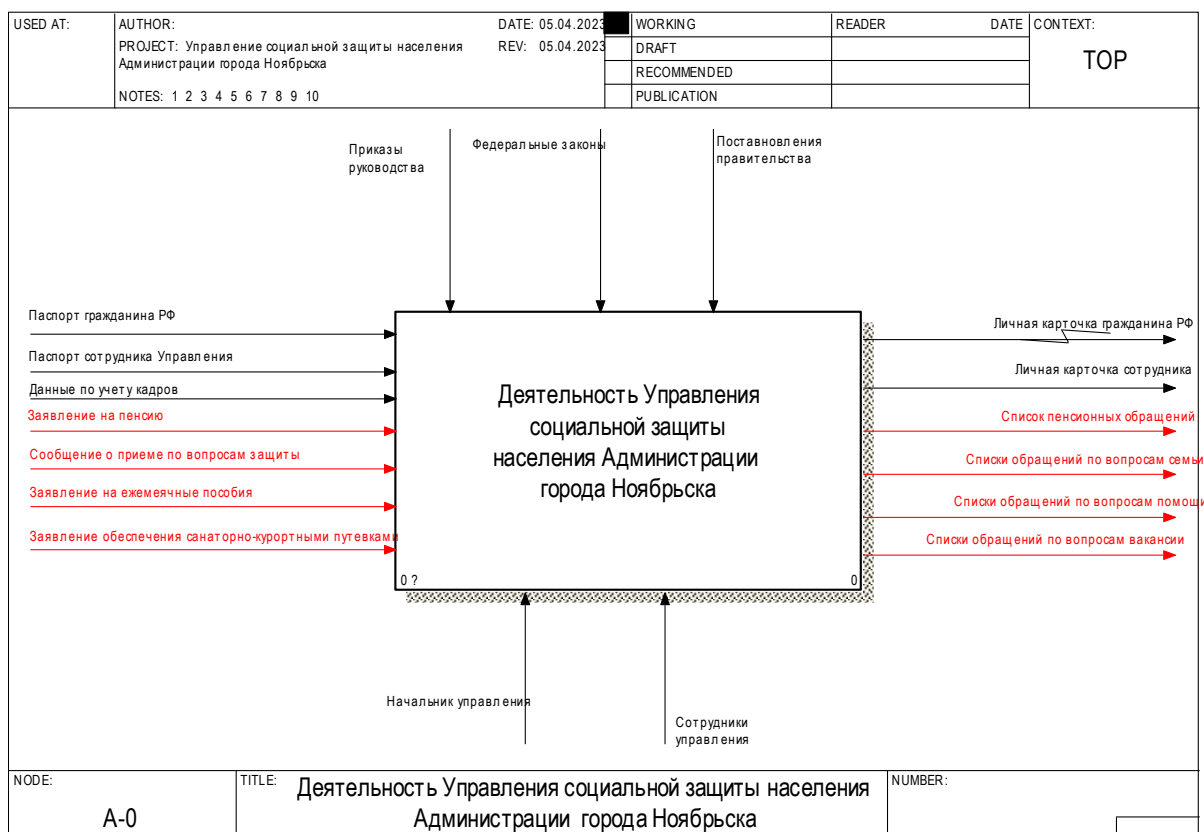 USED AT:
AUTHOR:
DATE: 05.04.2023
PROJECT: Управление социальной защиты населения
Администрации города Ноябрьска
REV: 05.04.2023
NOTES: 1 2 3 4 5 6 7 8 9 10
WORKING
DRAFT
RECOMMENDED
PUBLICATION
READER
DATE
CONTEXT:
TOP
Приказы
руководства
Федеральные законы
Поставновления
правительства
Паспорт гражданина РФ
Паспорт сотрудника Управления
Данные по учету кадров
Заявление на пенсию
Сообщение о приеме по вопросам защиты
Заявление на ежемеячные пособия
Заявление обеспечения санаторно-курортными путевками
Деятельность Управления
социальной защиты
населения Администрации
города Ноябрьска
0 ?
0
Личная карточка гражданина РФ
Личная карточка сотрудника
Список пенсионных обращений
Списки обращений по вопросам семьи
Списки обращений по вопросам помощи
Списки обращений по вопросам вакансии
Начальник управления
Сотрудники
управления
NODE:
A-0
TITLE:
Деятельность Управления социальной защиты населения
Администрации города Ноябрьска
NUMBER: